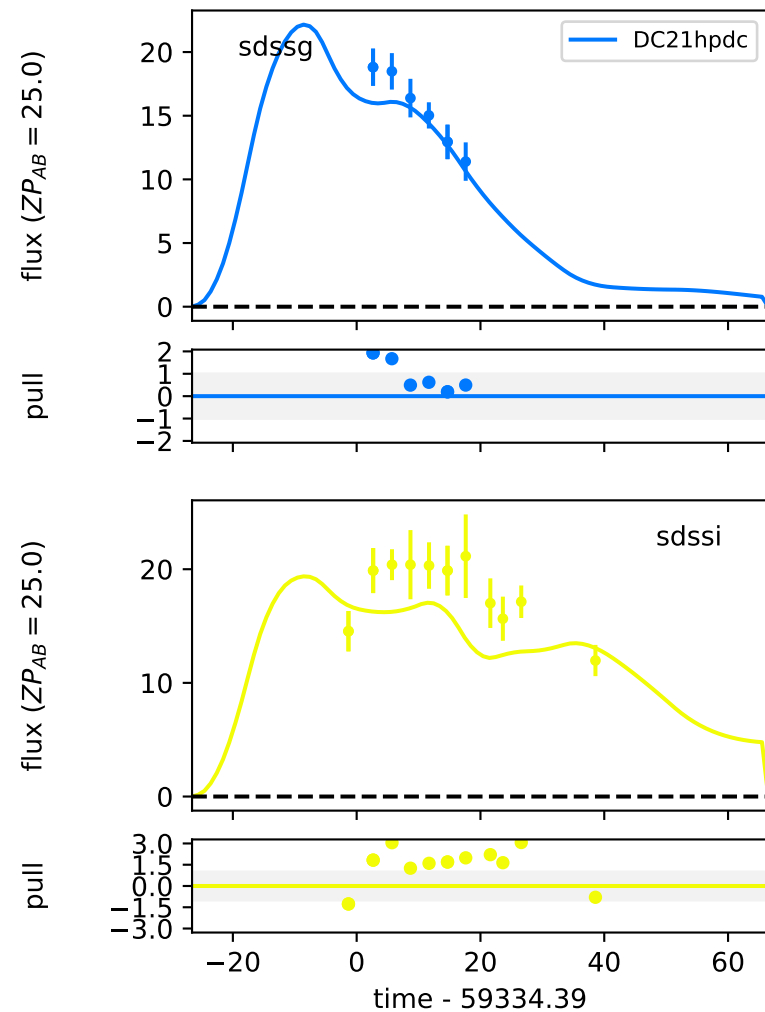 sdssg
DC21hpdc
flux (ZP_AB = 25.0)
20
15
10
5
0
pull
2
1
0
−1
−2
sdssi
flux (ZP_AB = 25.0)
20
10
0
pull
3.0
1.5
0.0
−1.5
−3.0
−20 0 20 40 60
time - 59334.39